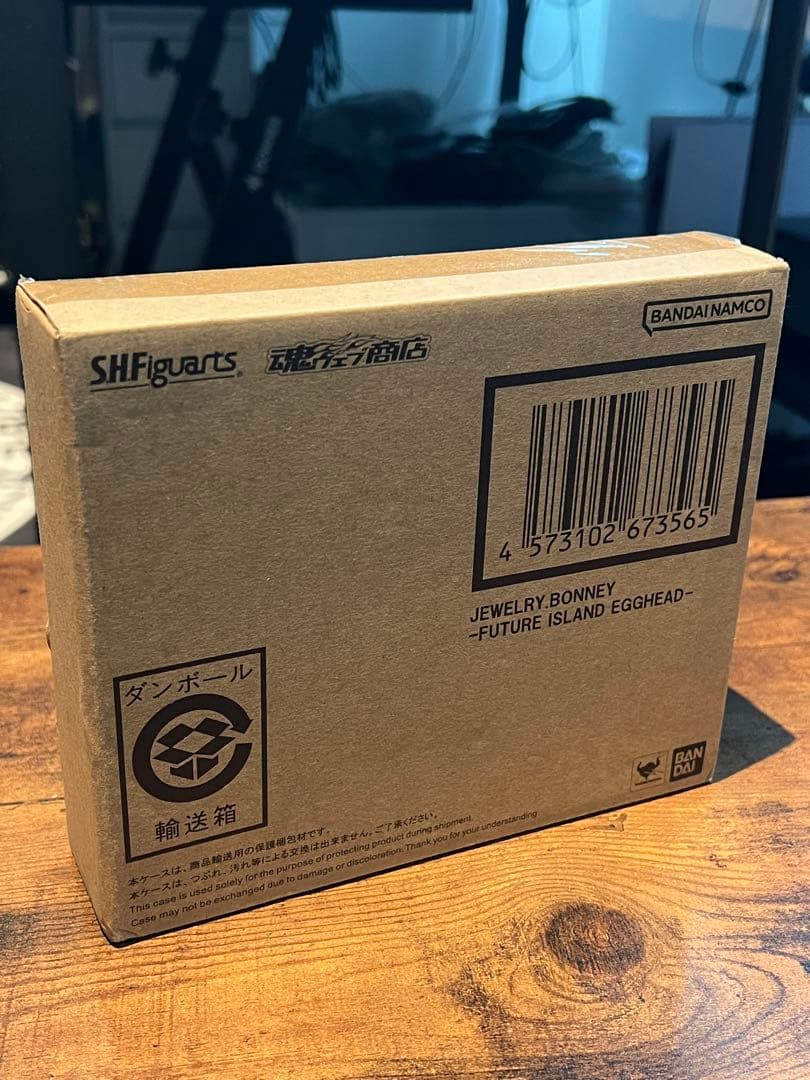 S.H.Figuarts
魂ウェブ商店
BANDAI NAMCO
4 573102 673565
JEWELRY.BONNEY
-FUTURE ISLAND EGGHEAD-
ダンボール
輸送箱
BAN
DAI
本ケースは、商品輸送用の保護梱包材です。
本ケースは、つぶれ、汚れ等による交換は出来ません。ご了承ください。
This case is used solely for the purpose of protecting product during shipment.
Case may not be exchanged due to damage or discoloration. Thank you for your understanding